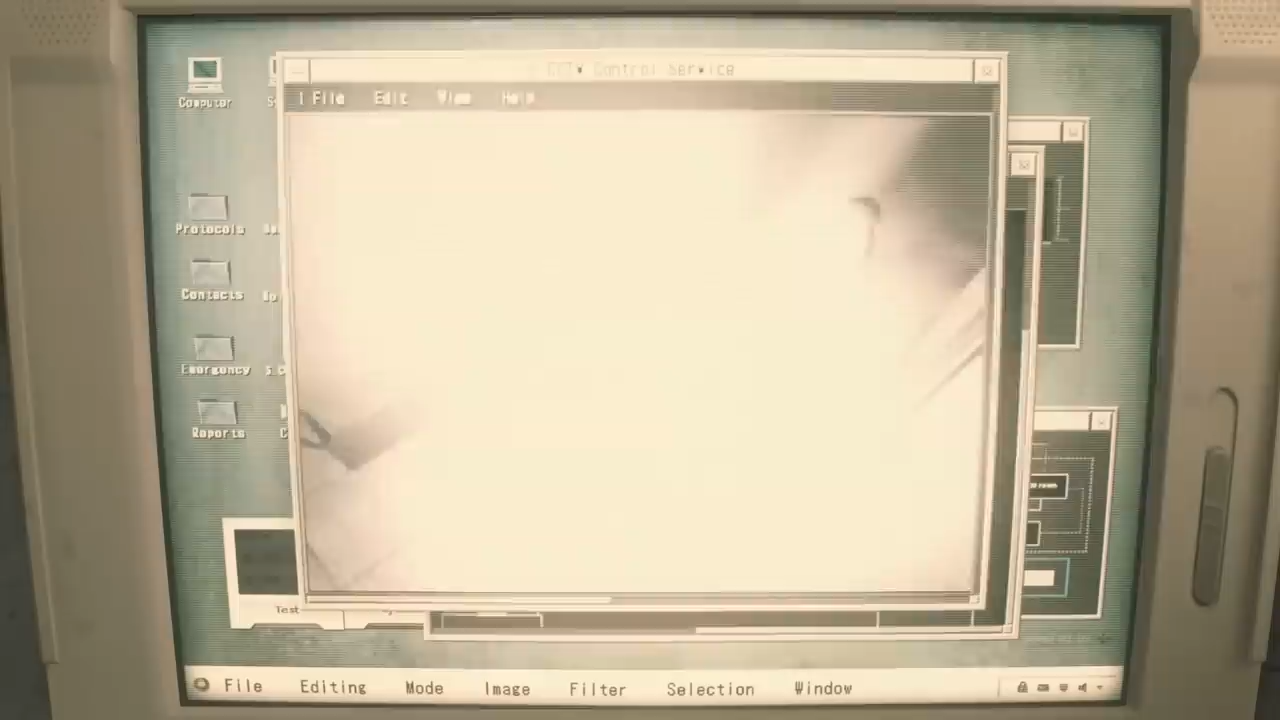 Control Service
File Edit View Help
Computer
Protocols
Contacts
Emergency
Reports
Test
File Editing Mode Image Filter Selection Window